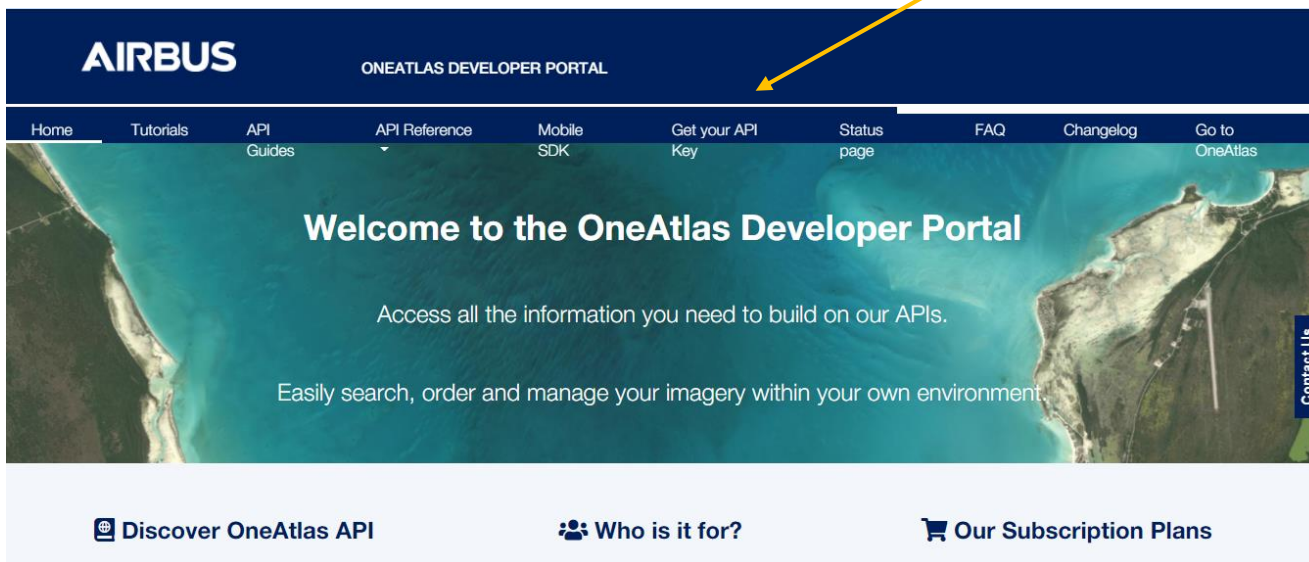 AIRBUS
ONEATLAS DEVELOPER PORTAL
Home Tutorials API Guides API Reference Mobile SDK Get your API Key Status page FAQ Changelog Go to OneAtlas
Welcome to the OneAtlas Developer Portal
Access all the information you need to build on our APIs.
Easily search, order and manage your imagery within your own environment.
Contact Us
Discover OneAtlas API
Who is it for?
Our Subscription Plans